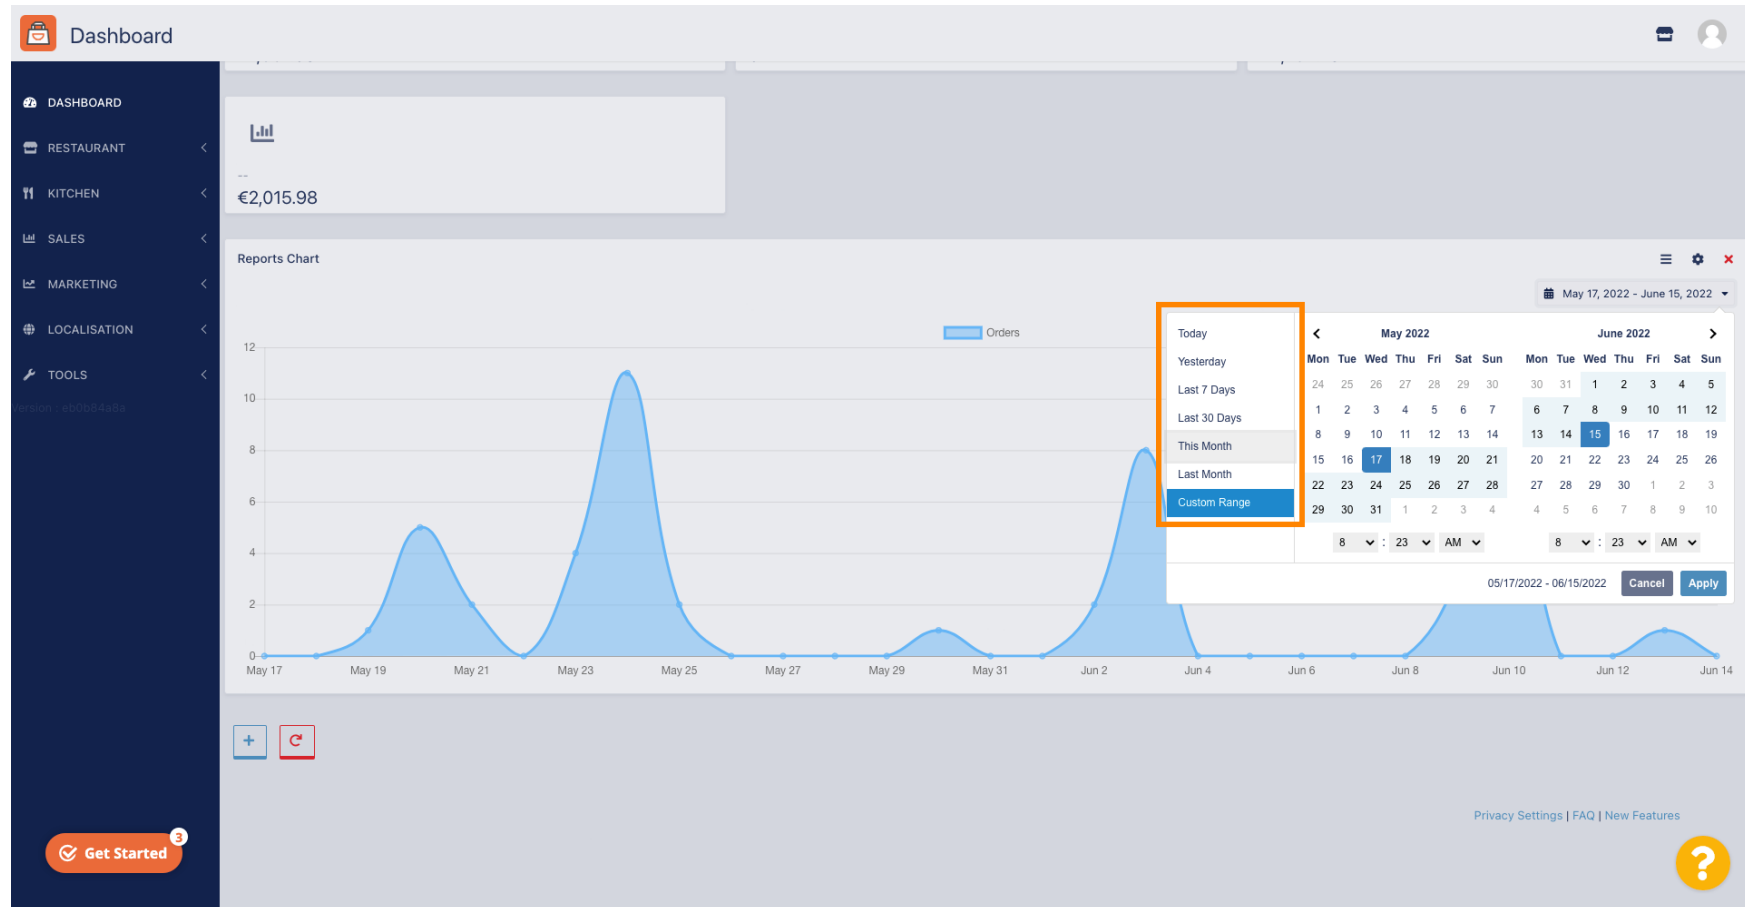 Dashboard
DASHBOARD
RESTAURANT
KITCHEN
SALES
MARKETING
LOCALISATION
TOOLS
Version : eb0b84a8a
--
€2,015.98
Reports Chart
May 17, 2022 - June 15, 2022
Orders
12
10
8
6
4
2
0
May 17 May 19 May 21 May 23 May 25 May 27 May 29 May 31 Jun 2 Jun 4 Jun 6 Jun 8 Jun 10 Jun 12 Jun 14
Today
Yesterday
Last 7 Days
Last 30 Days
This Month
Last Month
Custom Range
May 2022
Mon Tue Wed Thu Fri Sat Sun
24 25 26 27 28 29 30
1 2 3 4 5 6 7
8 9 10 11 12 13 14
15 16 17 18 19 20 21
22 23 24 25 26 27 28
29 30 31 1 2 3 4
8 : 23 AM
June 2022
Mon Tue Wed Thu Fri Sat Sun
30 31 1 2 3 4 5
6 7 8 9 10 11 12
13 14 15 16 17 18 19
20 21 22 23 24 25 26
27 28 29 30 1 2 3
4 5 6 7 8 9 10
8 : 23 AM
05/17/2022 - 06/15/2022 Cancel Apply
+
Privacy Settings | FAQ | New Features
Get Started 3
?